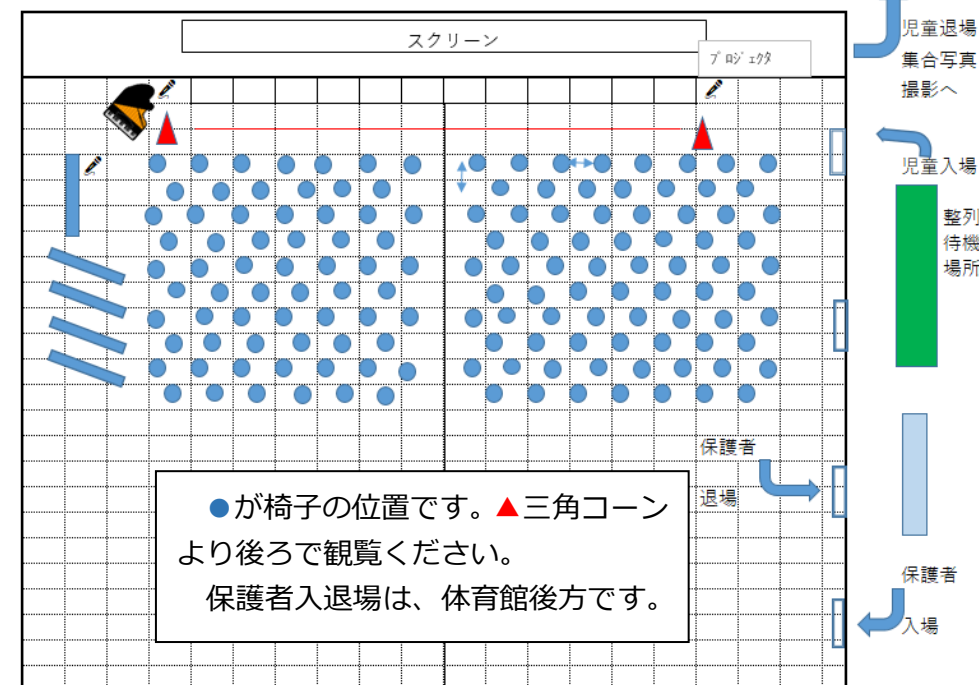 スクリーン
プロジェクタ
児童退場
集合写真
撮影へ
児童入場
整列
待機
場所
保護者
退場
●が椅子の位置です。▲三角コーン
より後ろで観覧ください。
保護者入退場は、体育館後方です。
保護者
入場